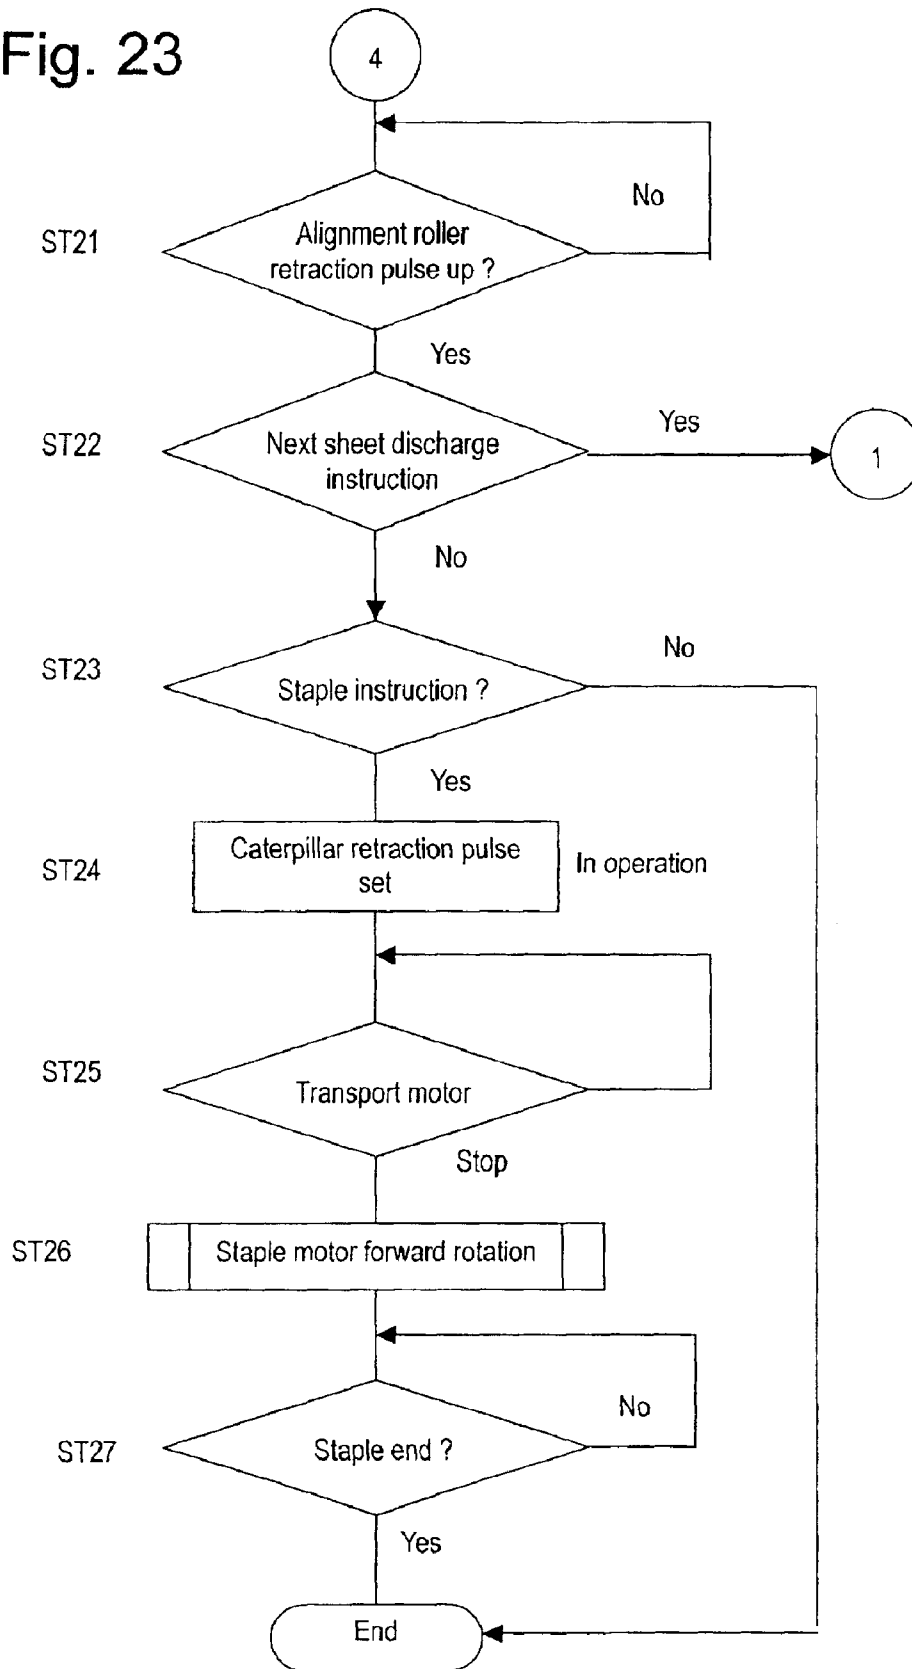 Fig. 23
4
No
ST21
Alignment roller
retraction pulse up ?
Yes
ST22
Next sheet discharge
instruction
Yes
1
No
ST23
Staple instruction ?
No
Yes
ST24
Caterpillar retraction pulse
set
In operation
ST25
Transport motor
Stop
ST26
Staple motor forward rotation
No
ST27
Staple end ?
Yes
End